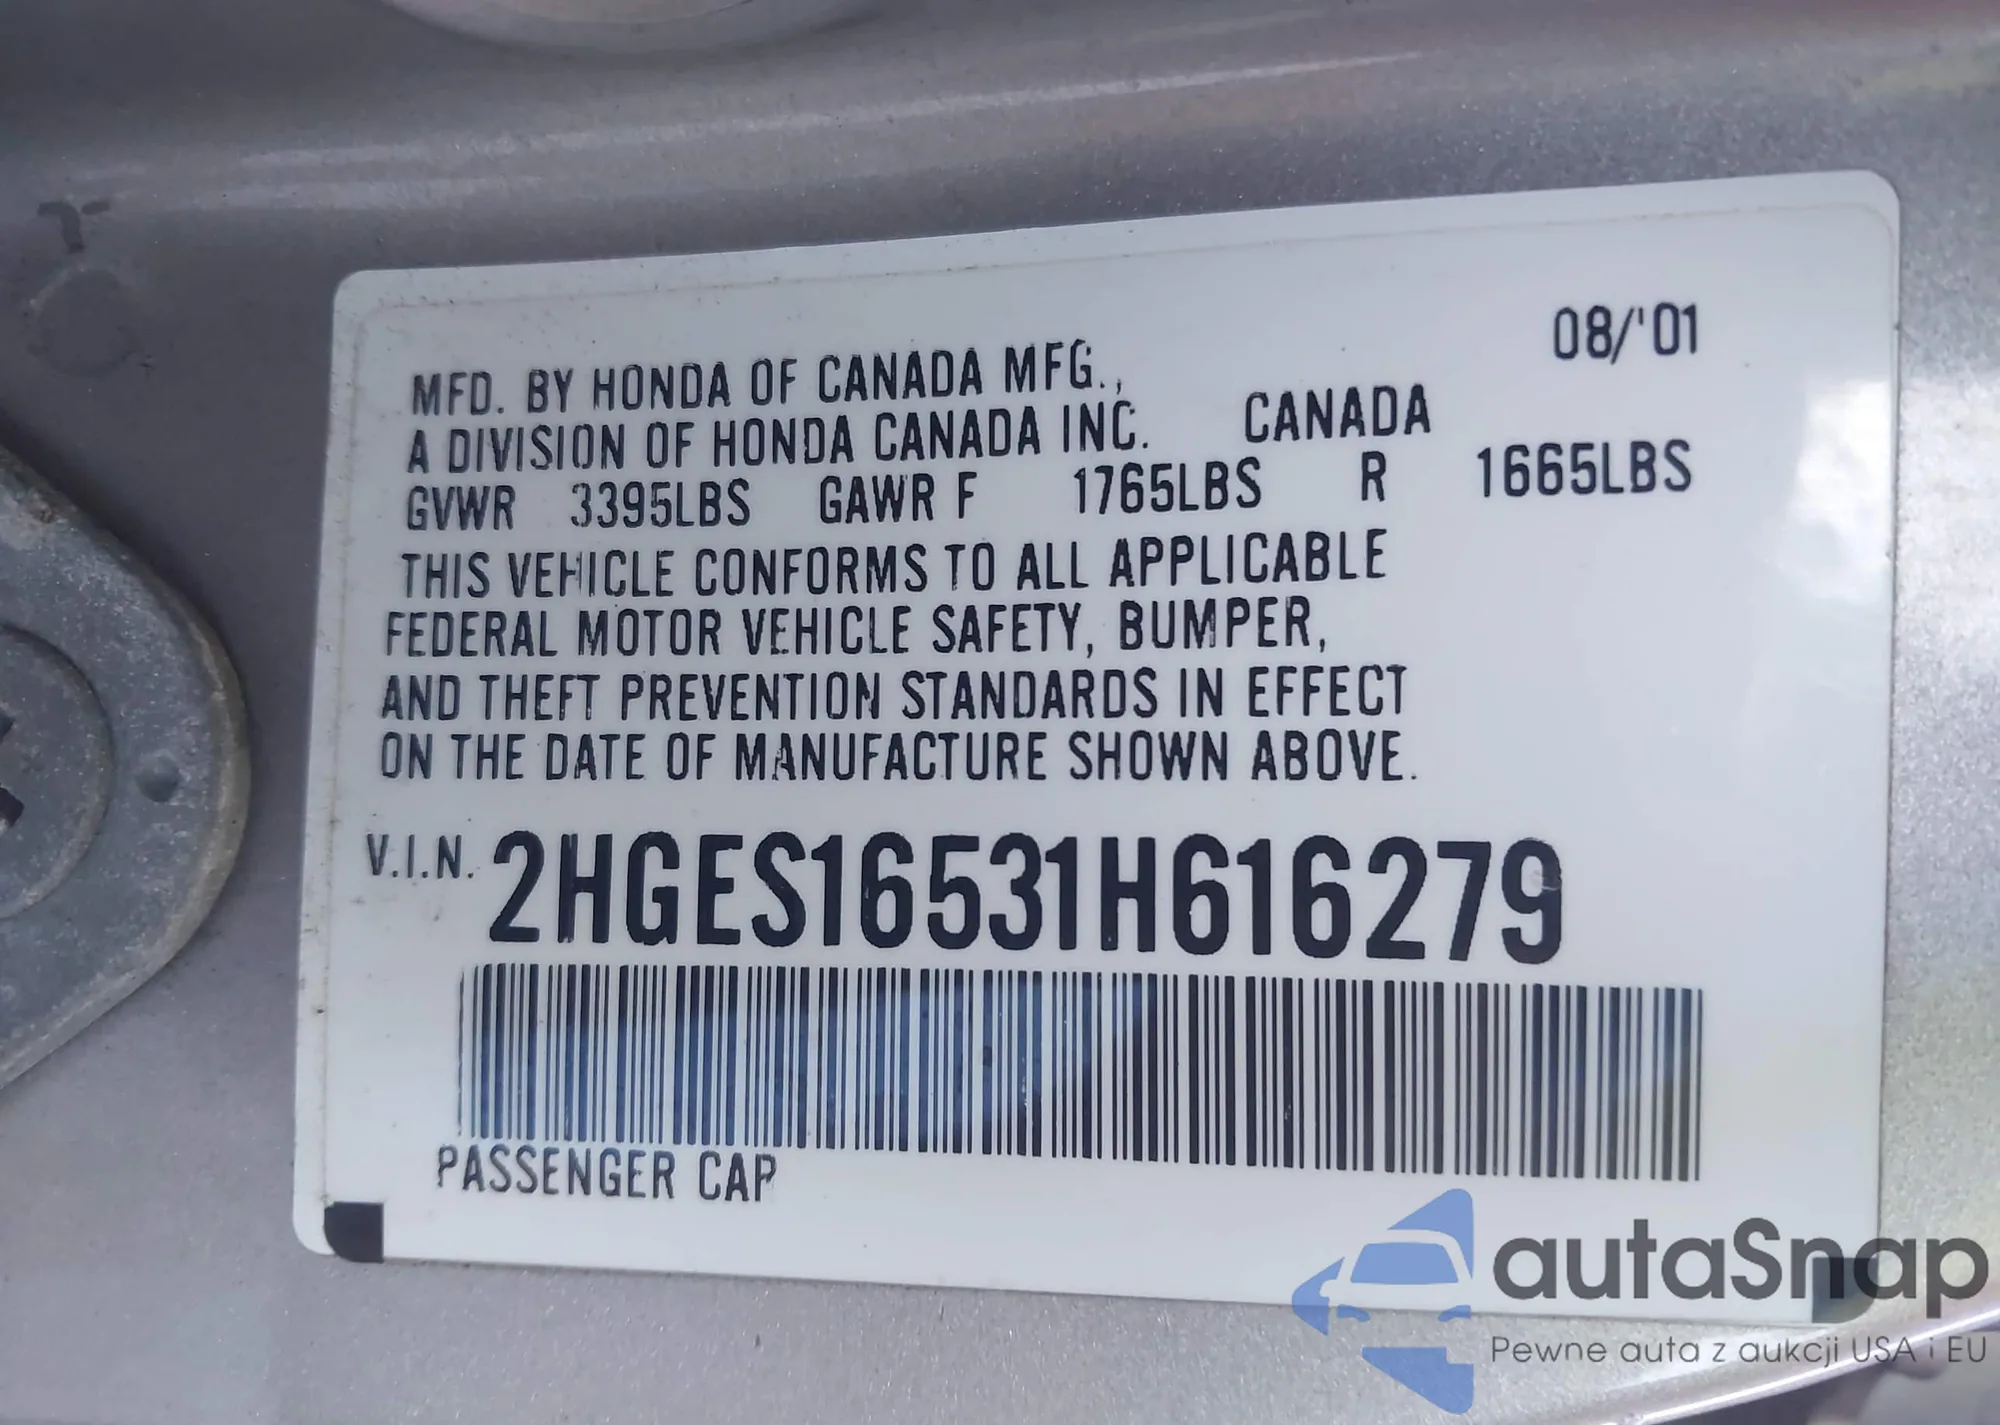 08/'01
MFD. BY HONDA OF CANADA MFG.,
A DIVISION OF HONDA CANADA INC. CANADA
GVWR 3395LBS GAWR F 1765LBS R 1665LBS
THIS VEHICLE CONFORMS TO ALL APPLICABLE
FEDERAL MOTOR VEHICLE SAFETY, BUMPER,
AND THEFT PREVENTION STANDARDS IN EFFECT
ON THE DATE OF MANUFACTURE SHOWN ABOVE.
V.I.N. 2HGES16531H616279
PASSENGER CAP
autaSnap
Pewne auta z aukcji USA i EU